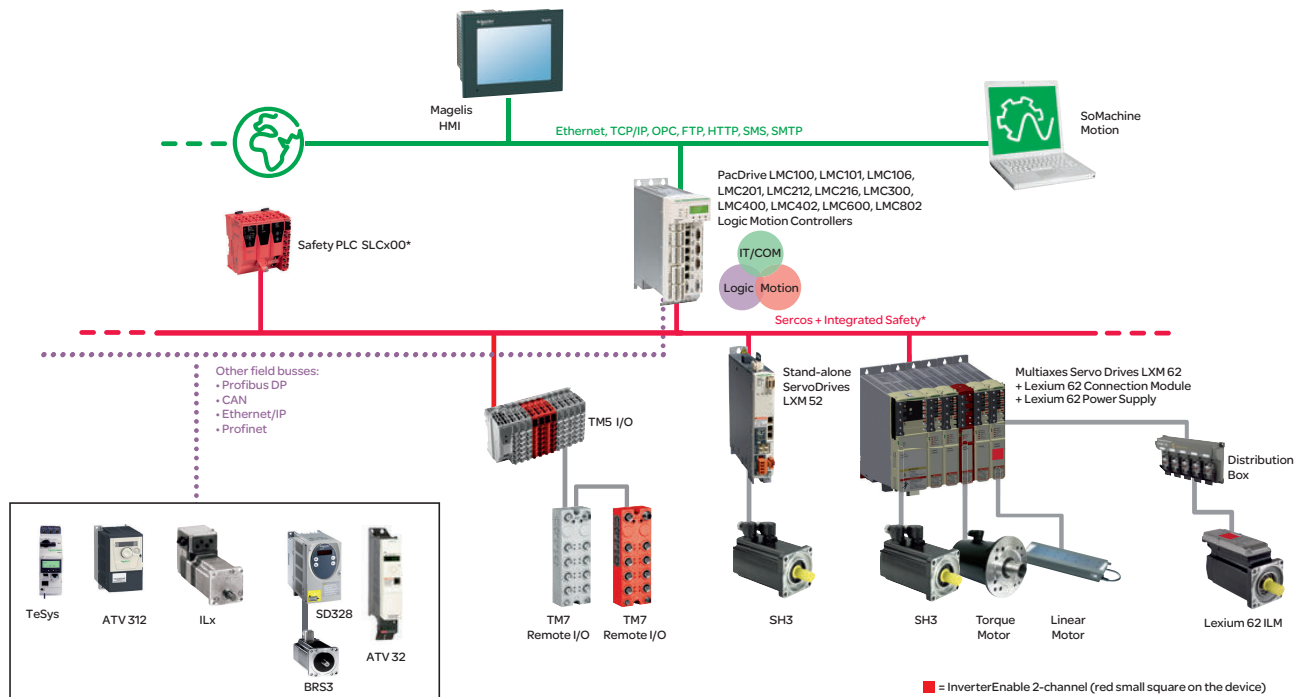 Magelis
HMI
Ethernet, TCP/IP, OPC, FTP, HTTP, SMS, SMTP
SoMachine
Motion
PacDrive LMC100, LMC101, LMC106,
LMC201, LMC212, LMC216, LMC300,
LMC400, LMC402, LMC600, LMC802
Logic Motion Controllers
Safety PLC SLCx00*
IT/COM
Logic
Motion
Sercos + Integrated Safety*
Other field busses:
• Profibus DP
• CAN
• Ethernet/IP
• Profinet
TM5 I/O
Stand-alone
ServoDrives
LXM 52
Multiaxes Servo Drives LXM 62
+ Lexium 62 Connection Module
+ Lexium 62 Power Supply
Distribution
Box
TeSys
ATV 312
ILx
SD328
ATV 32
BRS3
TM7
Remote I/O
TM7
Remote I/O
SH3
SH3
Torque
Motor
Linear
Motor
Lexium 62 ILM
= InverterEnable 2-channel (red small square on the device)